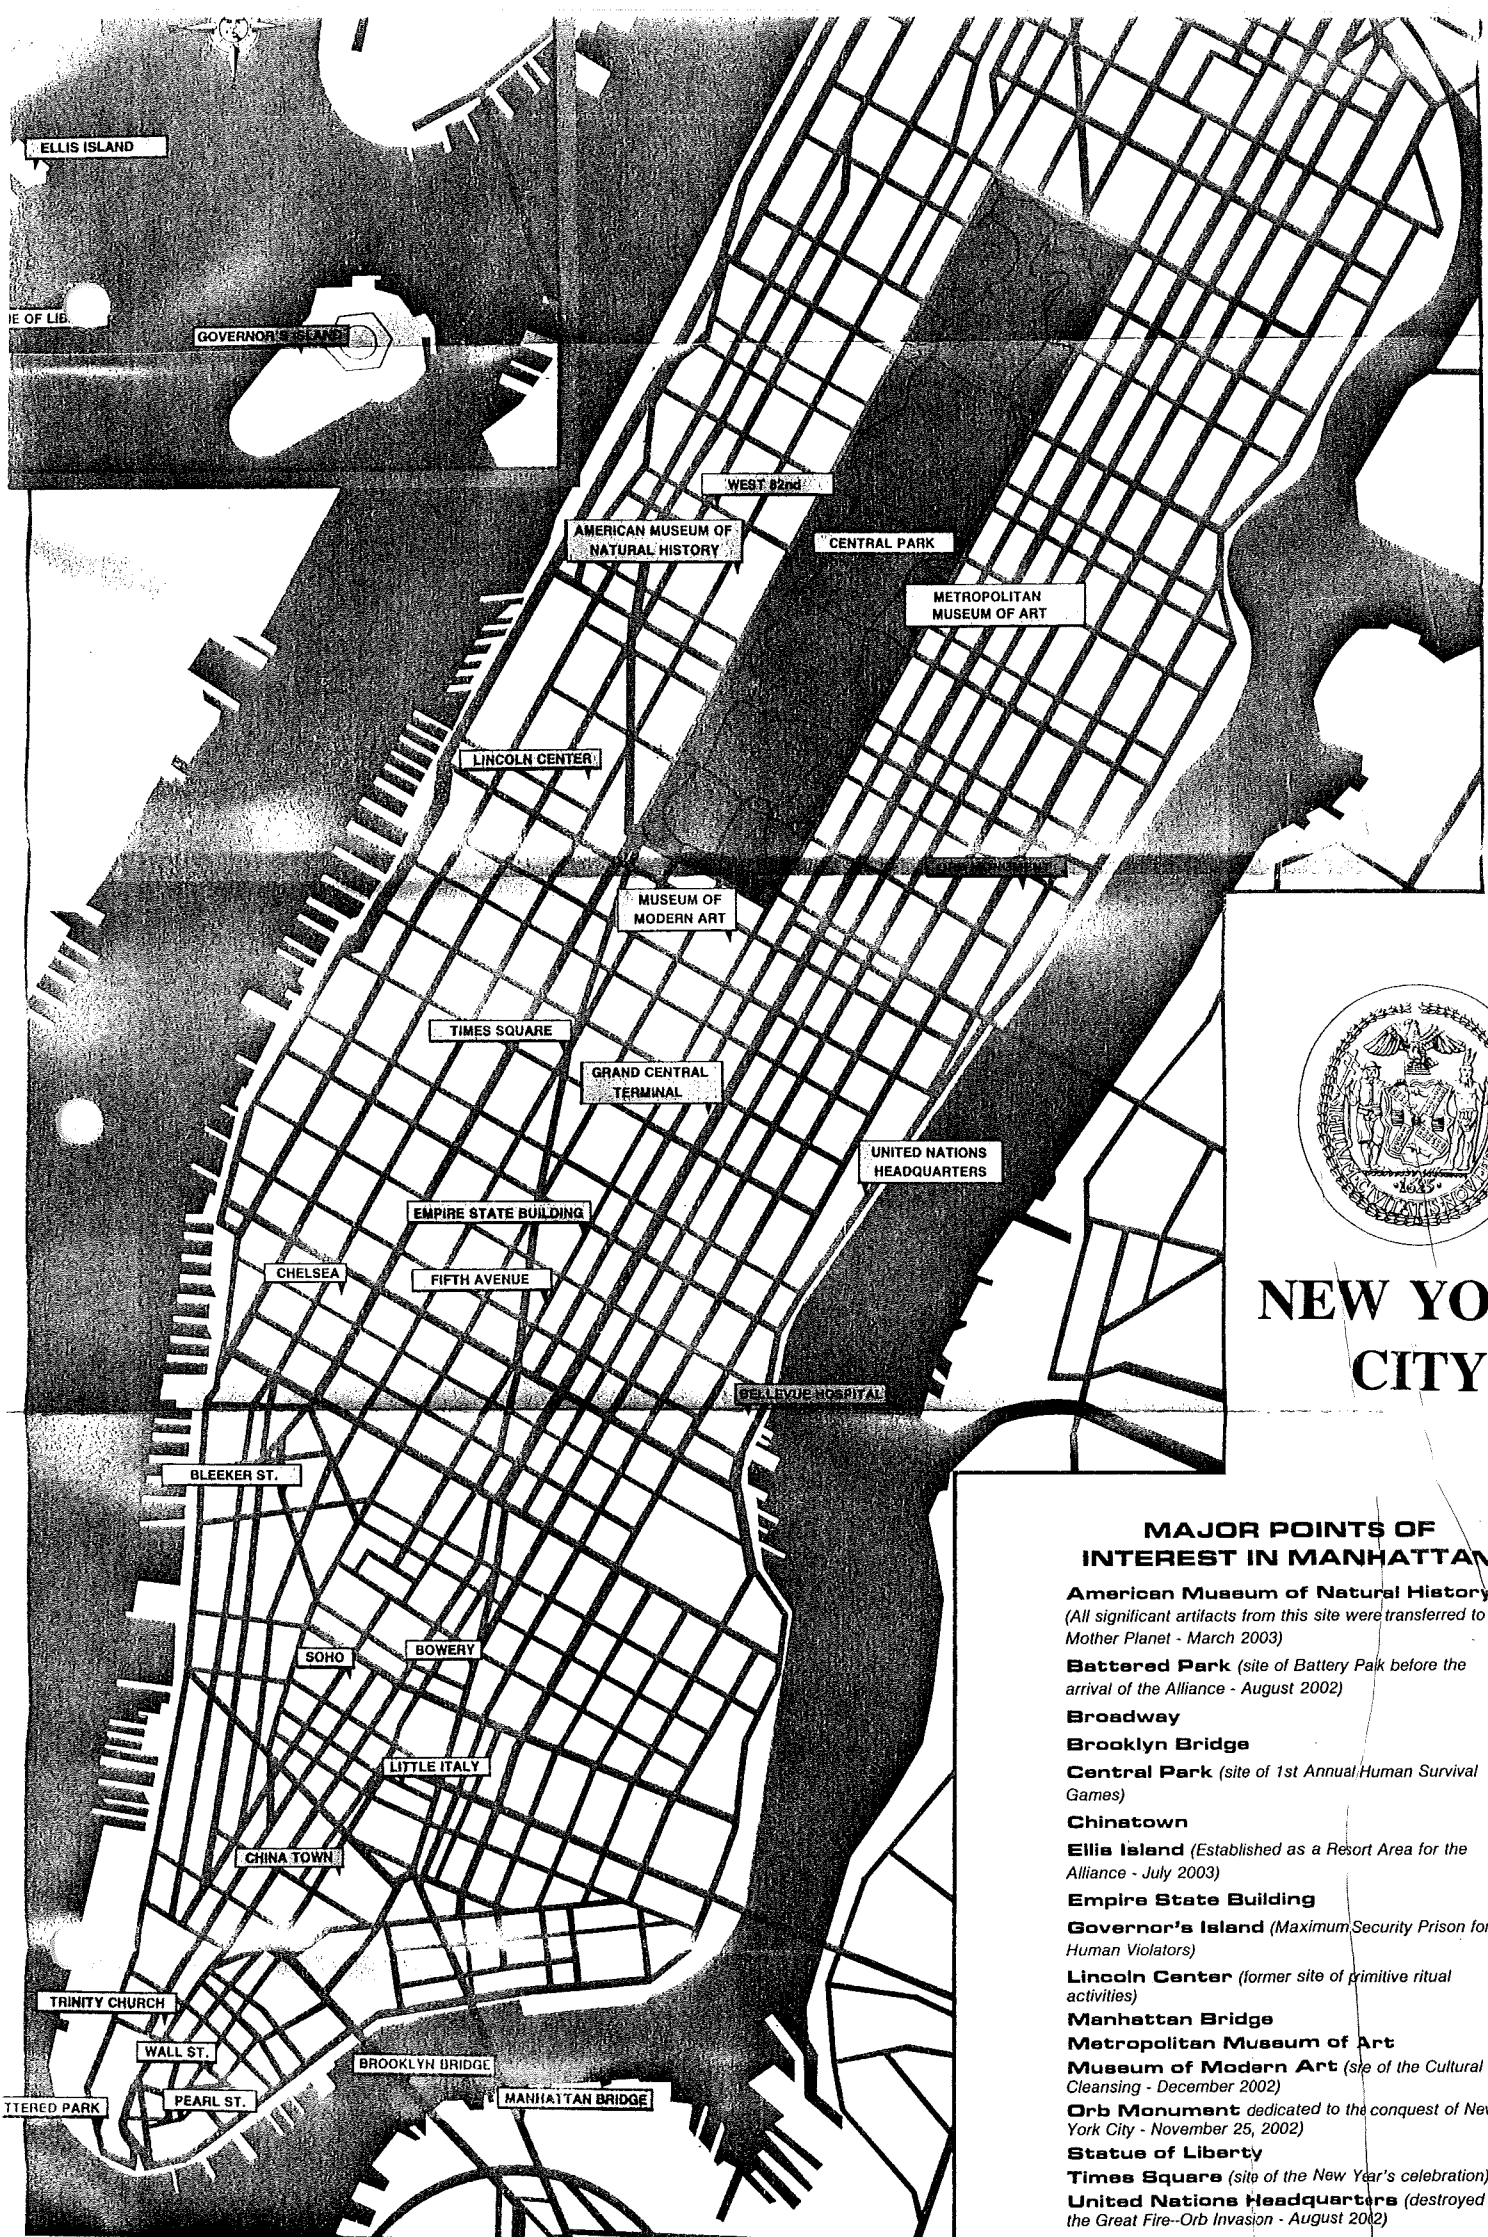 ELLIS ISLAND
E OF LIB
GOVERNOR'S ISLAND
WEST 82nd
AMERICAN MUSEUM OF
NATURAL HISTORY
CENTRAL PARK
METROPOLITAN
MUSEUM OF ART
LINCOLN CENTER
MUSEUM OF
MODERN ART
TIMES SQUARE
GRAND CENTRAL
TERMINAL
UNITED NATIONS
HEADQUARTERS
EMPIRE STATE BUILDING
CHELSEA
FIFTH AVENUE
BELLEVUE HOSPITAL
BLEEKER ST.
SOHO
BOWERY
LITTLE ITALY
CHINA TOWN
TRINITY CHURCH
WALL ST.
BROOKLYN BRIDGE
TTERED PARK
PEARL ST.
MANHATTAN BRIDGE
·1625·
NEW YO
CITY
MAJOR POINTS OF
INTEREST IN MANHATTAN
American Museum of Natural History
(All significant artifacts from this site were transferred to
Mother Planet - March 2003)
Battered Park (site of Battery Park before the
arrival of the Alliance - August 2002)
Broadway
Brooklyn Bridge
Central Park (site of 1st Annual Human Survival
Games)
Chinatown
Ellis Island (Established as a Resort Area for the
Alliance - July 2003)
Empire State Building
Governor's Island (Maximum Security Prison for
Human Violators)
Lincoln Center (former site of primitive ritual
activities)
Manhattan Bridge
Metropolitan Museum of Art
Museum of Modern Art (site of the Cultural
Cleansing - December 2002)
Orb Monument dedicated to the conquest of New
York City - November 25, 2002)
Statue of Liberty
Times Square (site of the New Year's celebration)
United Nations Headquarters (destroyed
the Great Fire--Orb Invasion - August 2002)